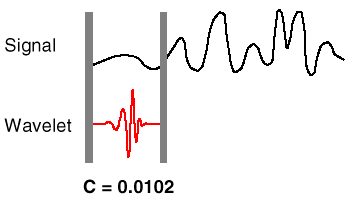 Signal
Wavelet
C = 0.0102